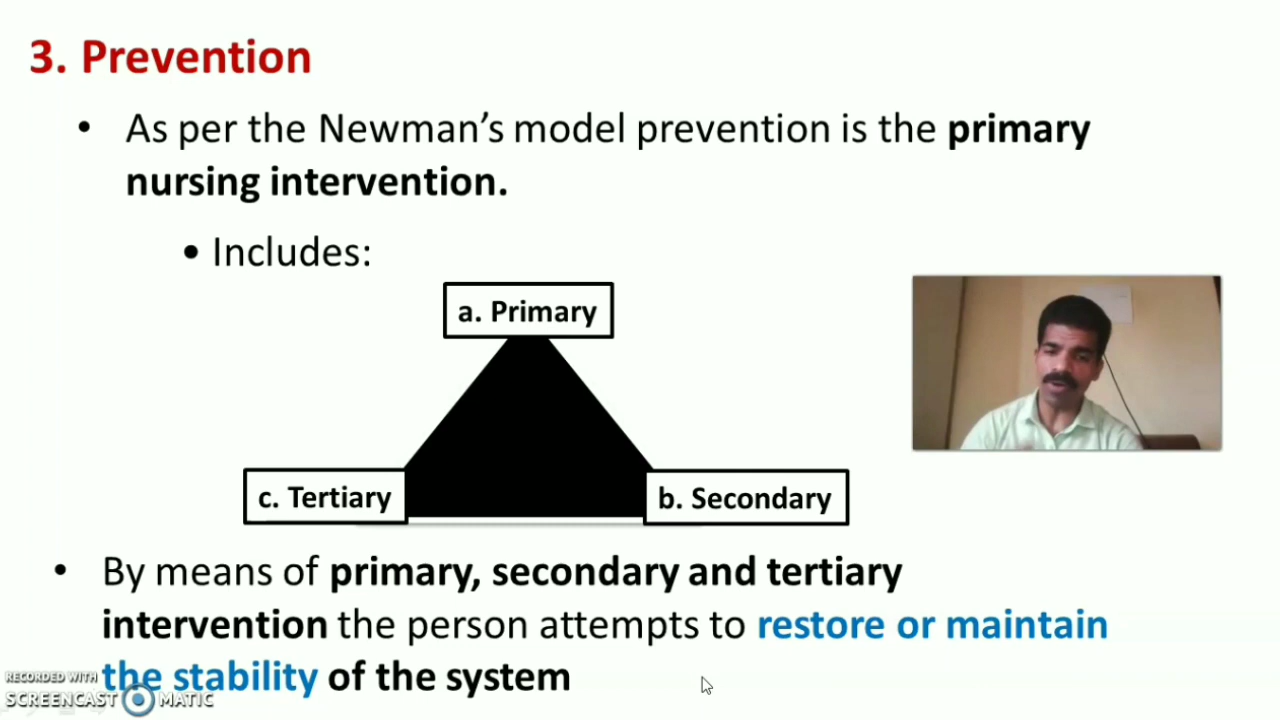 3. Prevention
• As per the Newman's model prevention is the primary
nursing intervention.
• Includes:
a. Primary
c. Tertiary
b. Secondary
• By means of primary, secondary and tertiary
intervention the person attempts to restore or maintain
the stability of the system
RECORDED WITH
SCREENCAST MATIC